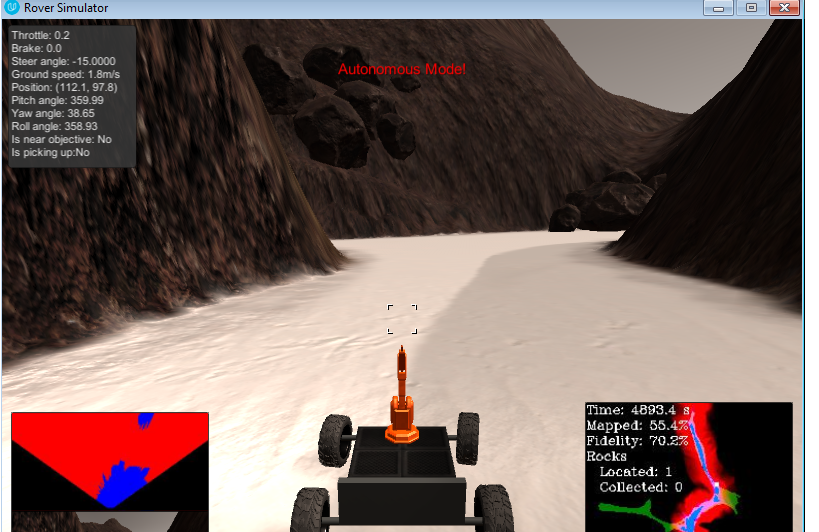 Rover Simulator
Throttle: 0.2
Brake: 0.0
Steer angle: -15.0000
Ground speed: 1.8m/s
Position: (112.1, 97.8)
Pitch angle: 359.99
Yaw angle: 38.65
Roll angle: 358.93
Is near objective: No
Is picking up:No
Autonomous Mode!
Time: 4893.4 s
Mapped: 55.4%
Fidelity: 70.2%
Rocks
Located: 1
Collected: 0